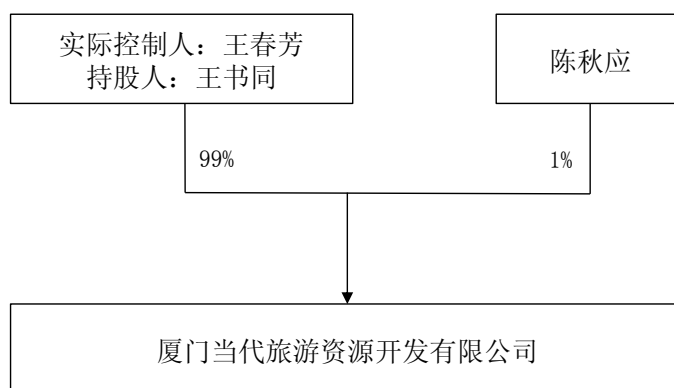 实际控制人：王春芳
持股人：王书同
陈秋应
99%
1%
厦门当代旅游资源开发有限公司